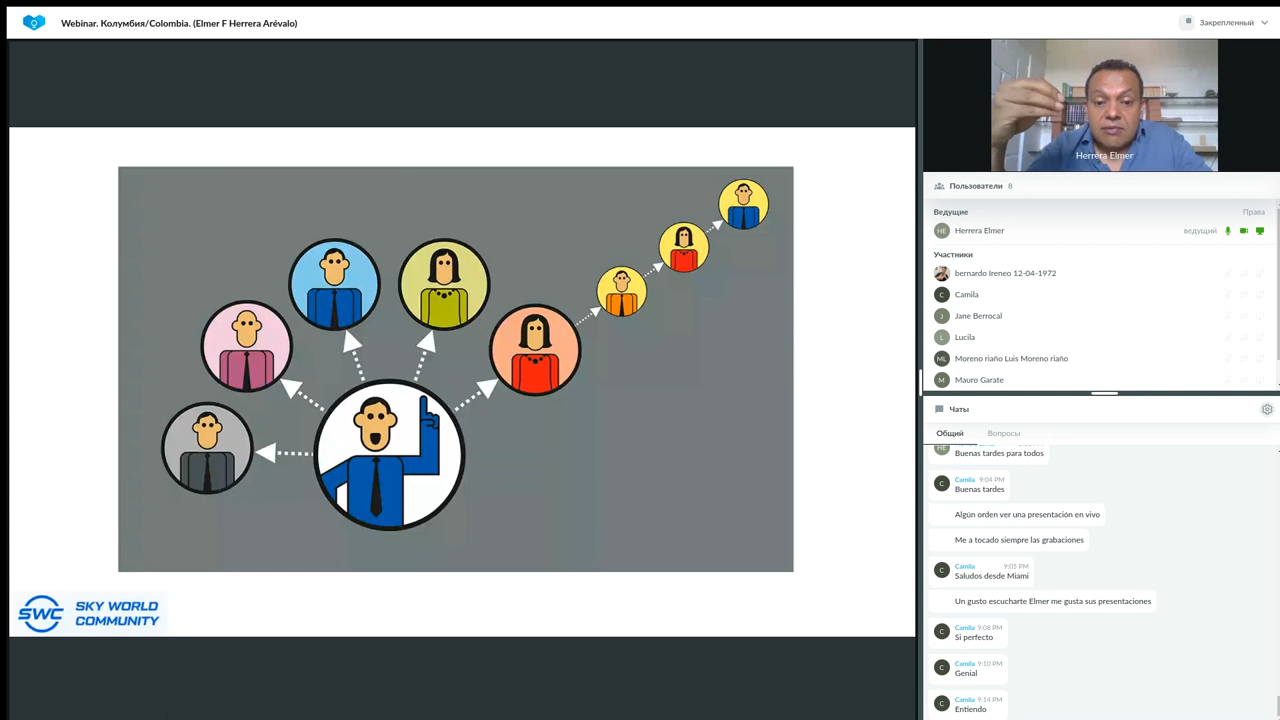 Webinar. Колумбия/Colombia. (Elmer F Herrera Arévalo)
Закрепленный
Herrera Elmer
Пользователи 8
Ведущие Права
HE Herrera Elmer ведущий
Участники
bernardo Ireneo 12-04-1972
C Camila
J Jane Berrocal
L Lucila
ML Moreno riaño Luis Moreno riaño
M Mauro Garate
Чаты
Общий Вопросы
HE
Buenas tardes para todos
C Camila 9:04 PM
Buenas tardes
Algún orden ver una presentación en vivo
Me a tocado siempre las grabaciones
C Camila 9:05 PM
Saludos desde Miami
Un gusto escucharte Elmer me gusta sus presentaciones
C Camila 9:08 PM
Si perfecto
C Camila 9:10 PM
Genial
C Camila 9:14 PM
Entiendo
SWC SKY WORLD
COMMUNITY